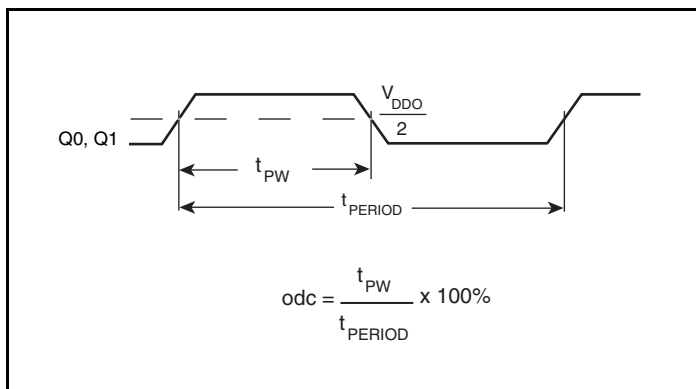 V_DDO
2
Q0, Q1
t_PW
t_PERIOD
odc = t_PW / t_PERIOD x 100%